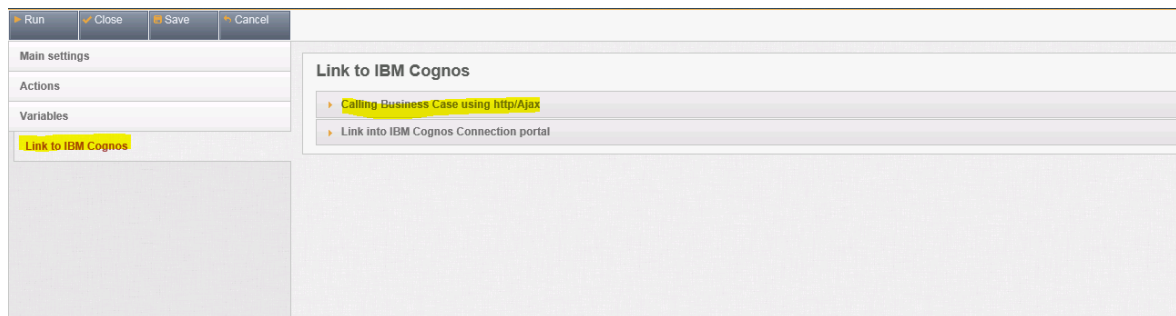 Run Close Save Cancel
Main settings
Actions
Variables
Link to IBM Cognos
Link to IBM Cognos
Calling Business Case using http/Ajax
Link into IBM Cognos Connection portal